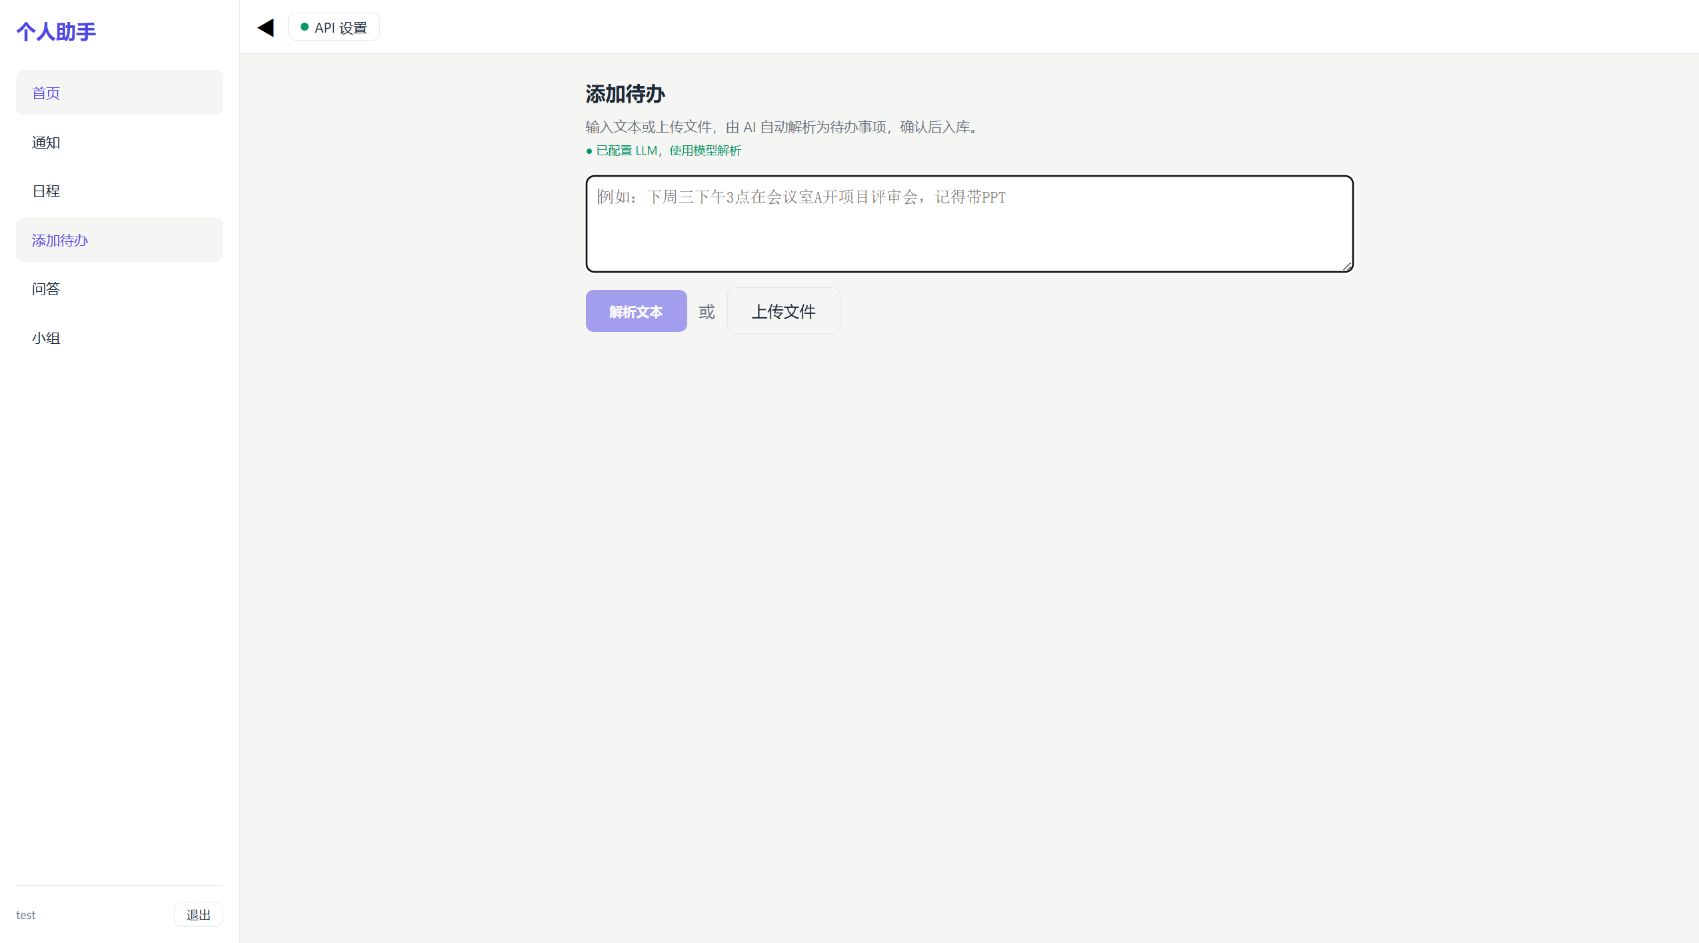 个人助手
首页
通知
日程
添加待办
问答
小组
test
退出
API 设置
添加待办
输入文本或上传文件，由 AI 自动解析为待办事项，确认后入库。
已配置 LLM，使用模型解析
例如：下周三下午3点在会议室A开项目评审会，记得带PPT
解析文本 或 上传文件